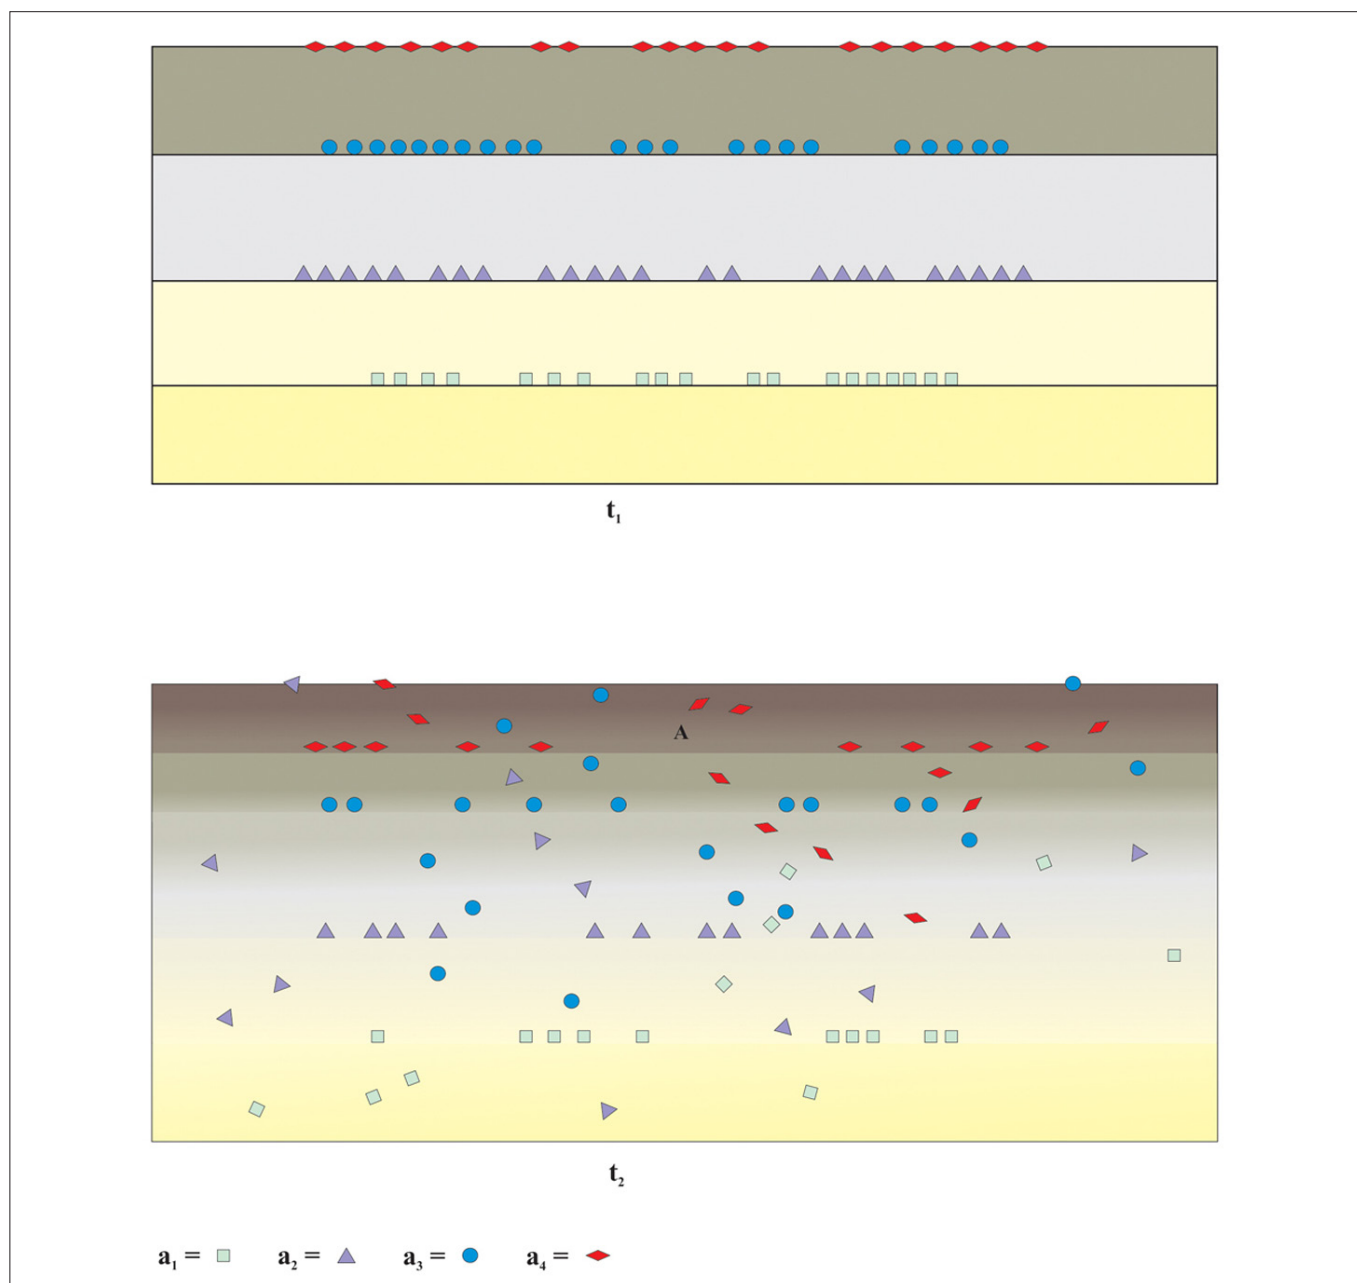 t₁
A
t₂
a₁ = a₂ = a₃ = a₄ =